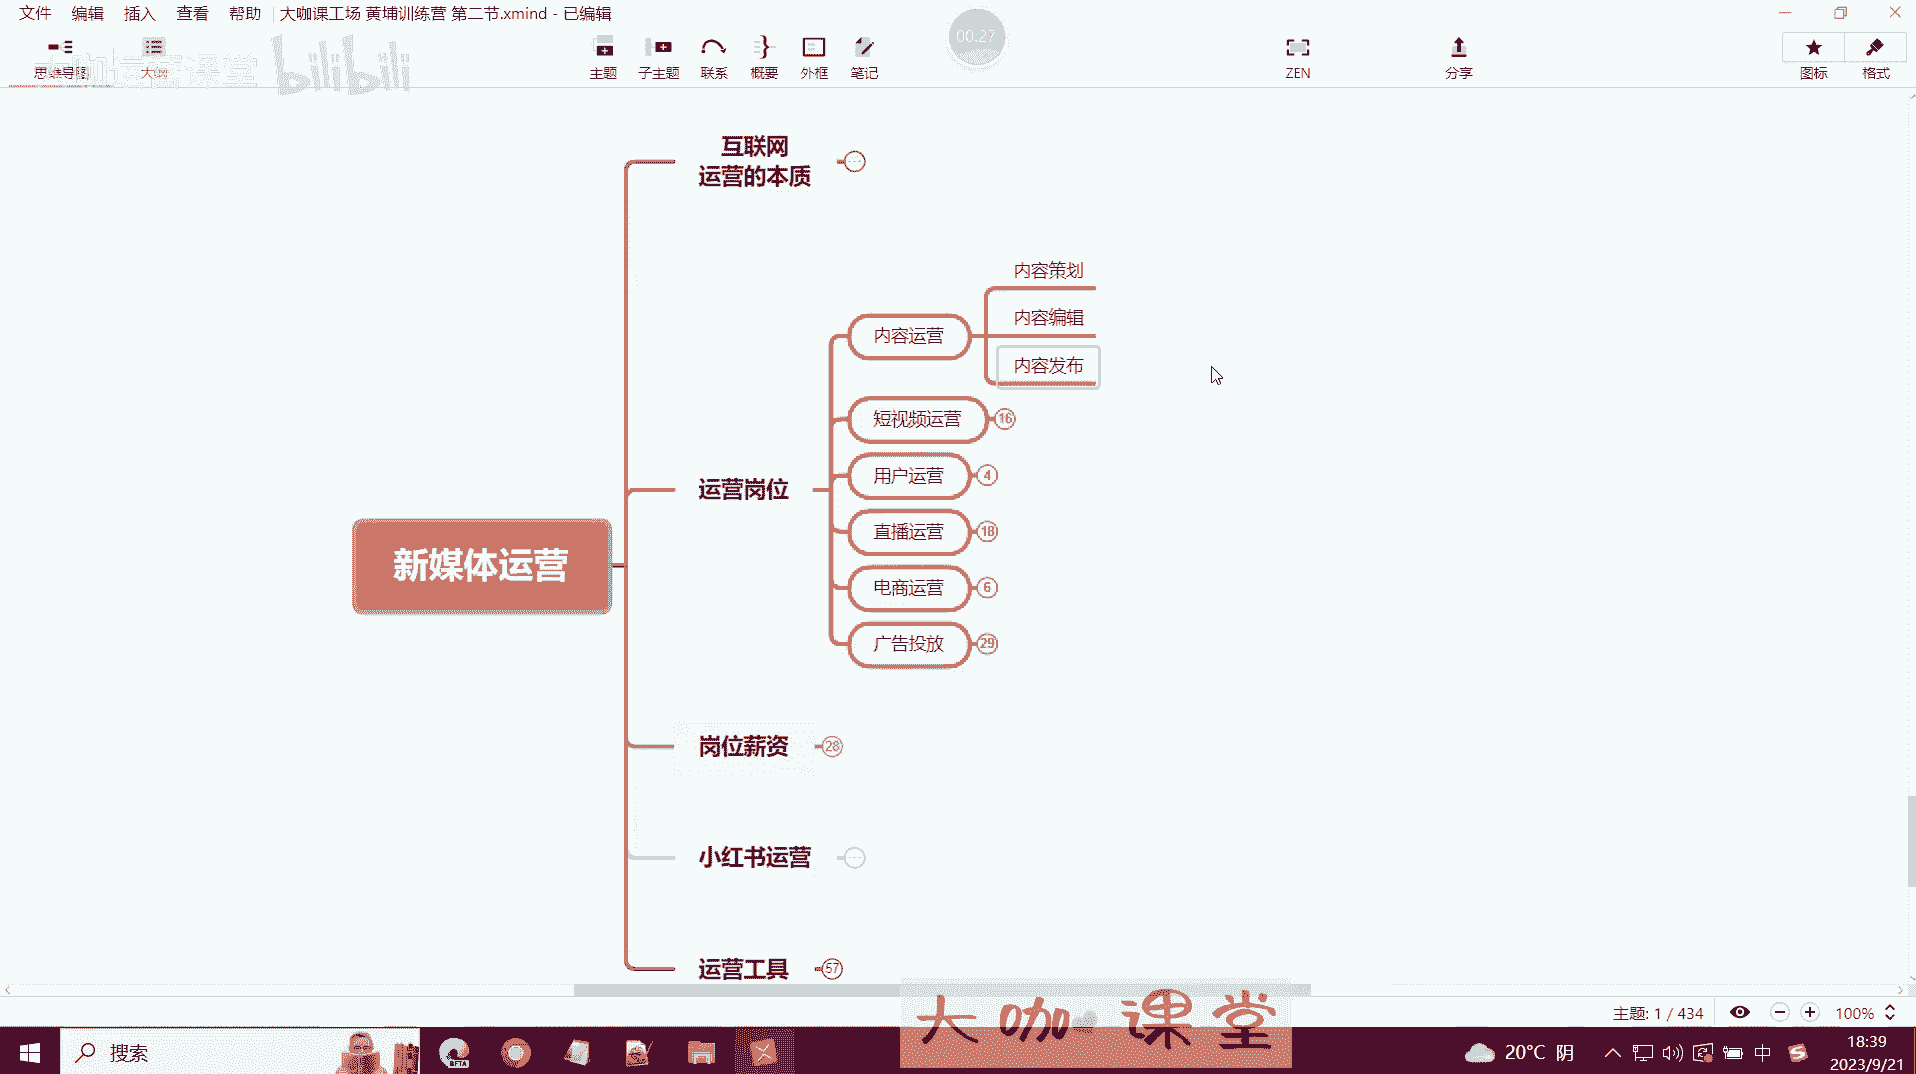 文件 编辑 插入 查看 帮助 大咖课工场 黄埔训练营 第二节.xmind - 已编辑
思维导图 大纲 主题 子主题 联系 概要 外框 笔记 00:27 ZEN 分享 图标 格式
大咖运营课堂 bilibili
互联网
运营的本质
内容策划
内容编辑
内容运营
内容发布
短视频运营 16
用户运营 4
运营岗位
直播运营 18
新媒体运营
电商运营 6
广告投放 29
岗位薪资 28
小红书运营
运营工具 57
大咖课堂
主题: 1 / 434 100%
搜索 BETA 20°C 阴 中 18:39
2023/9/21